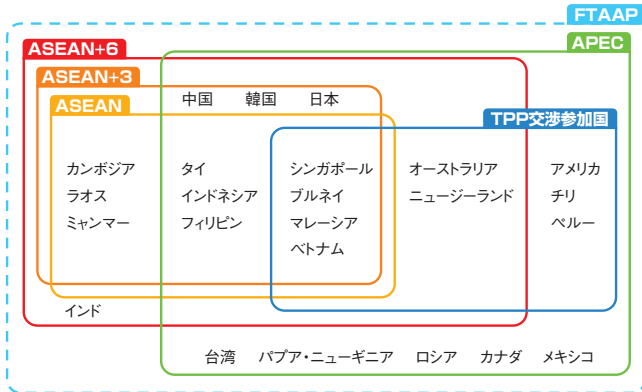 FTAAP
APEC
ASEAN+6
ASEAN+3
中国 韓国 日本
ASEAN
TPP交渉参加国
カンボジア タイ シンガポール オーストラリア アメリカ
ラオス インドネシア ブルネイ ニュージーランド チリ
ミャンマー フィリピン マレーシア ペルー
ベトナム
インド
台湾 パプア・ニューギニア ロシア カナダ メキシコ